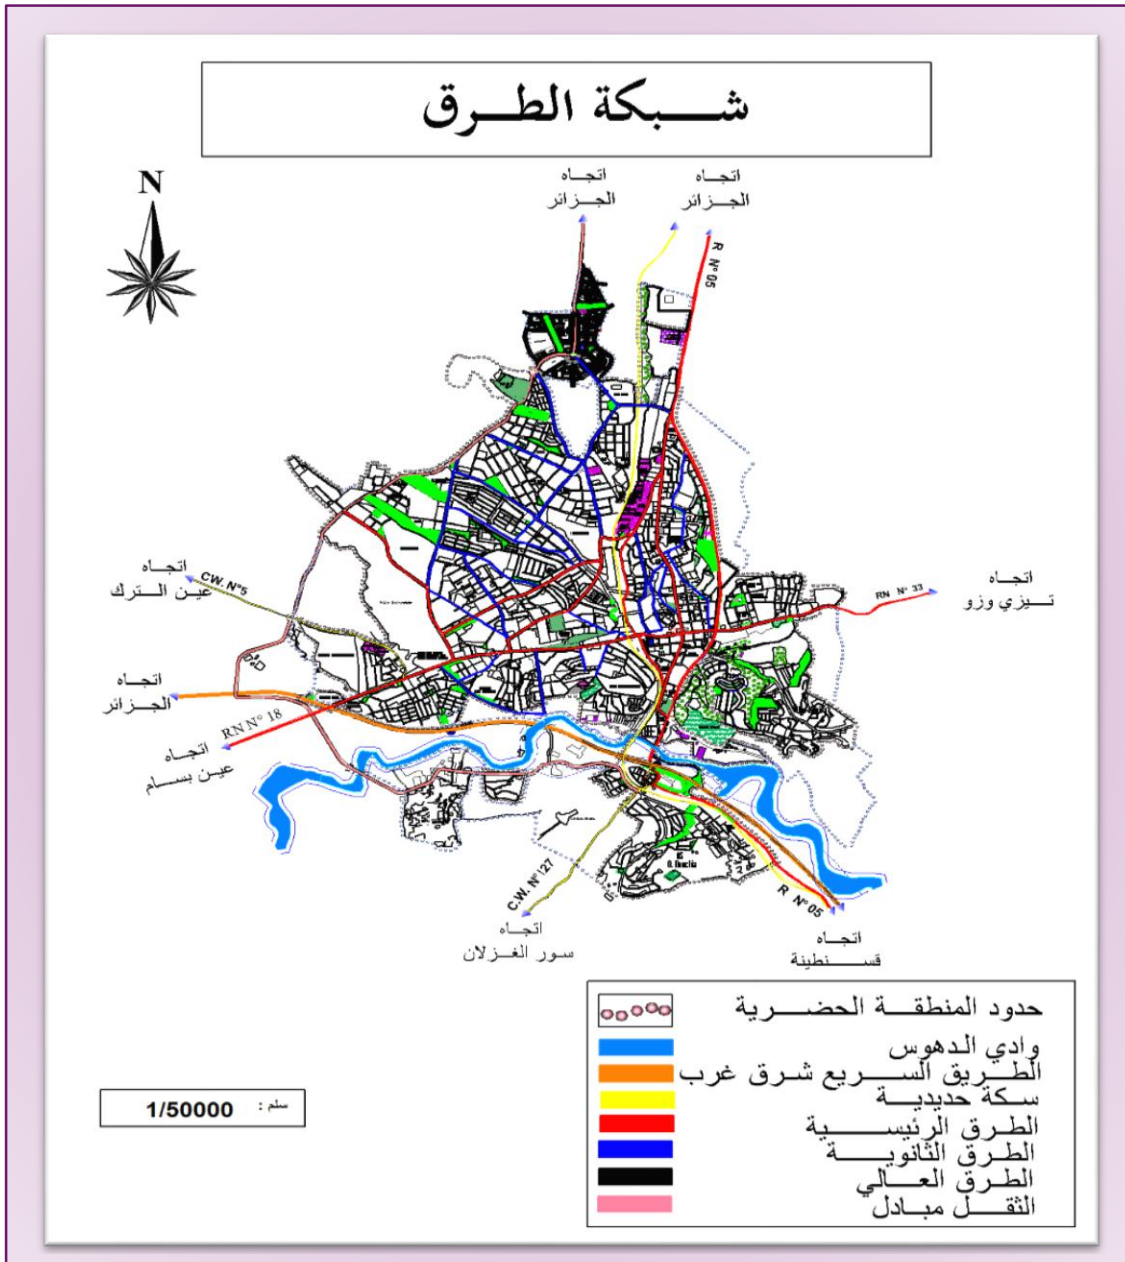 شبكة الطرق
N
اتجاه
الجزائر
اتجاه
الجزائر
R N° 05
اتجاه
عين الترك
CW. N°5
اتجاه
تيزي وزو
RN N° 33
اتجاه
الجزائر
RN N° 18
اتجاه
عين بسام
C.W. N°127
اتجاه
سور الغزلان
R N° 05
اتجاه
قسنطينة
حدود المنطقة الحضرية
وادي الدهوس
الطريق السريع شرق غرب
سكة حديدية
الطرق الرئيسية
الطرق الثانوية
الطرق العالي
الثقل مبادل
سلم : 1/50000